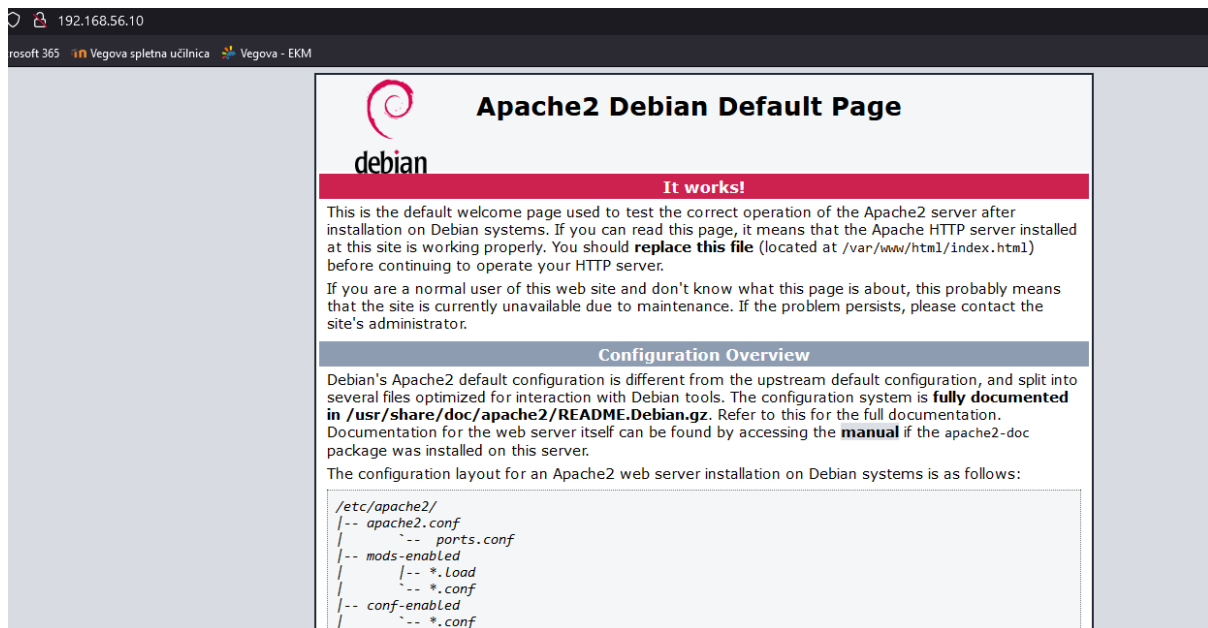 192.168.56.10
rosoft 365 Vegova spletna učilnica Vegova - EKM
debian
Apache2 Debian Default Page
It works!
This is the default welcome page used to test the correct operation of the Apache2 server after
installation on Debian systems. If you can read this page, it means that the Apache HTTP server installed
at this site is working properly. You should replace this file (located at /var/www/html/index.html)
before continuing to operate your HTTP server.
If you are a normal user of this web site and don't know what this page is about, this probably means
that the site is currently unavailable due to maintenance. If the problem persists, please contact the
site's administrator.
Configuration Overview
Debian's Apache2 default configuration is different from the upstream default configuration, and split into
several files optimized for interaction with Debian tools. The configuration system is fully documented
in /usr/share/doc/apache2/README.Debian.gz. Refer to this for the full documentation.
Documentation for the web server itself can be found by accessing the manual if the apache2-doc
package was installed on this server.
The configuration layout for an Apache2 web server installation on Debian systems is as follows:
/etc/apache2/
|-- apache2.conf
|       `--  ports.conf
|-- mods-enabled
|       |-- *.load
|       `-- *.conf
|-- conf-enabled
|       `-- *.conf